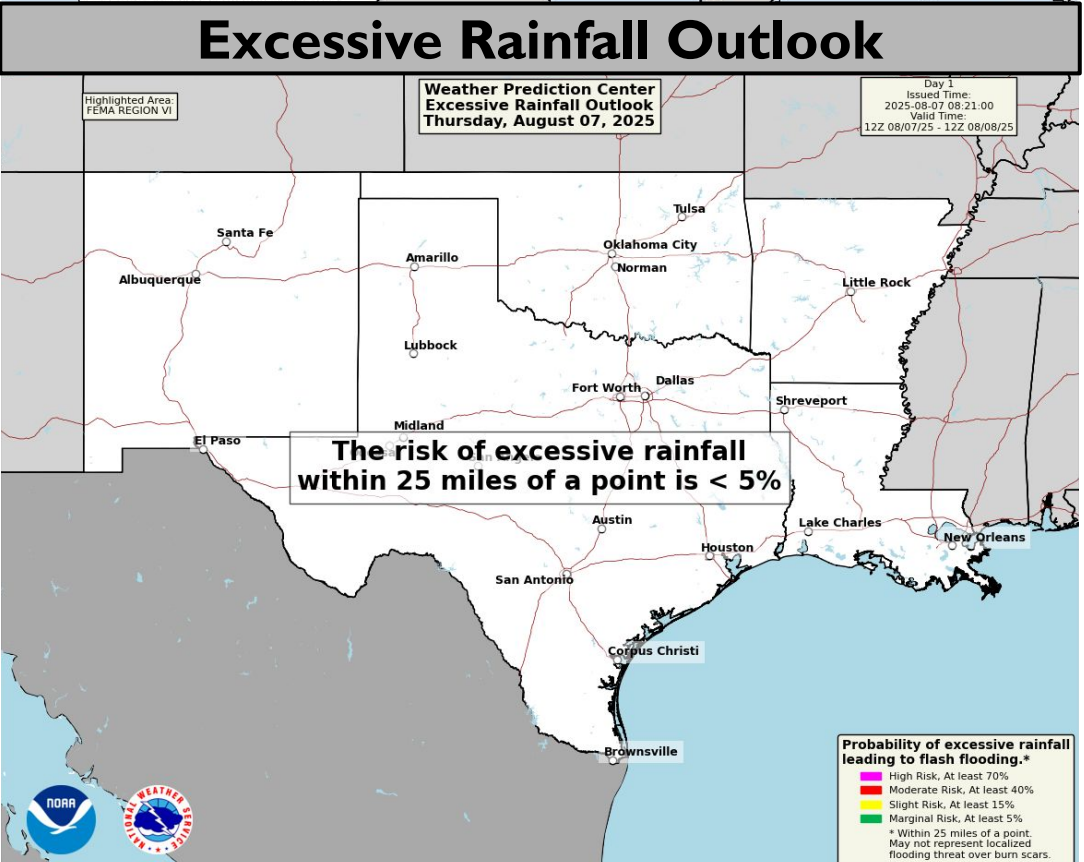 Excessive Rainfall Outlook
Highlighted Area:
FEMA REGION VI
Weather Prediction Center
Excessive Rainfall Outlook
Thursday, August 07, 2025
Day 1
Issued Time:
2025-08-07 08:21:00
Valid Time:
12Z 08/07/25 - 12Z 08/08/25
Tulsa
Santa Fe
Oklahoma City
Amarillo
Norman
Albuquerque
Little Rock
Lubbock
Dallas
Fort Worth
Shreveport
Midland
El Paso
The risk of excessive rainfall
within 25 miles of a point is < 5%
Austin
Lake Charles
New Orleans
Houston
San Antonio
Corpus Christi
Brownsville
Probability of excessive rainfall
leading to flash flooding.*
High Risk, At least 70%
Moderate Risk, At least 40%
Slight Risk, At least 15%
Marginal Risk, At least 5%
* Within 25 miles of a point.
May not represent localized
flooding threat over burn scars.
NOAA
NATIONAL WEATHER SERVICE